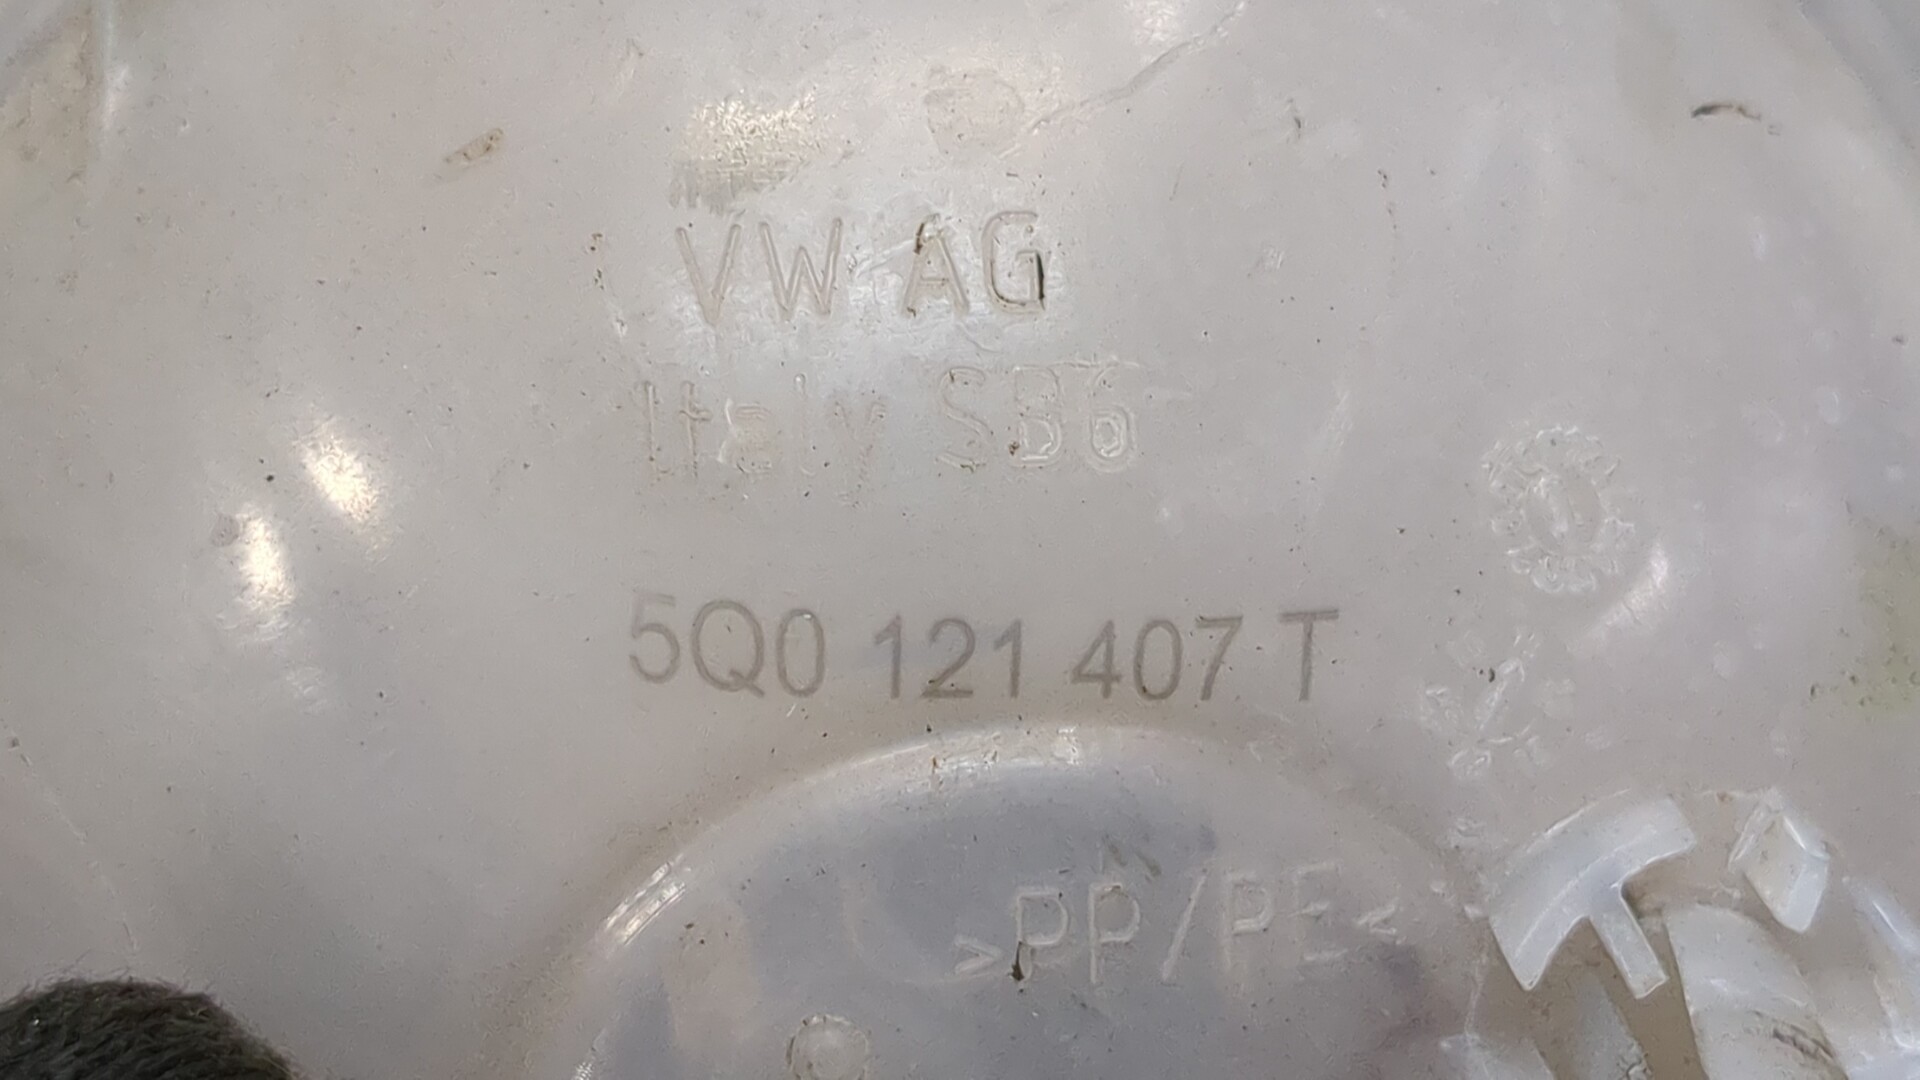 VW AG
Italy SB6
5Q0 121 407 T
>PP/PE<